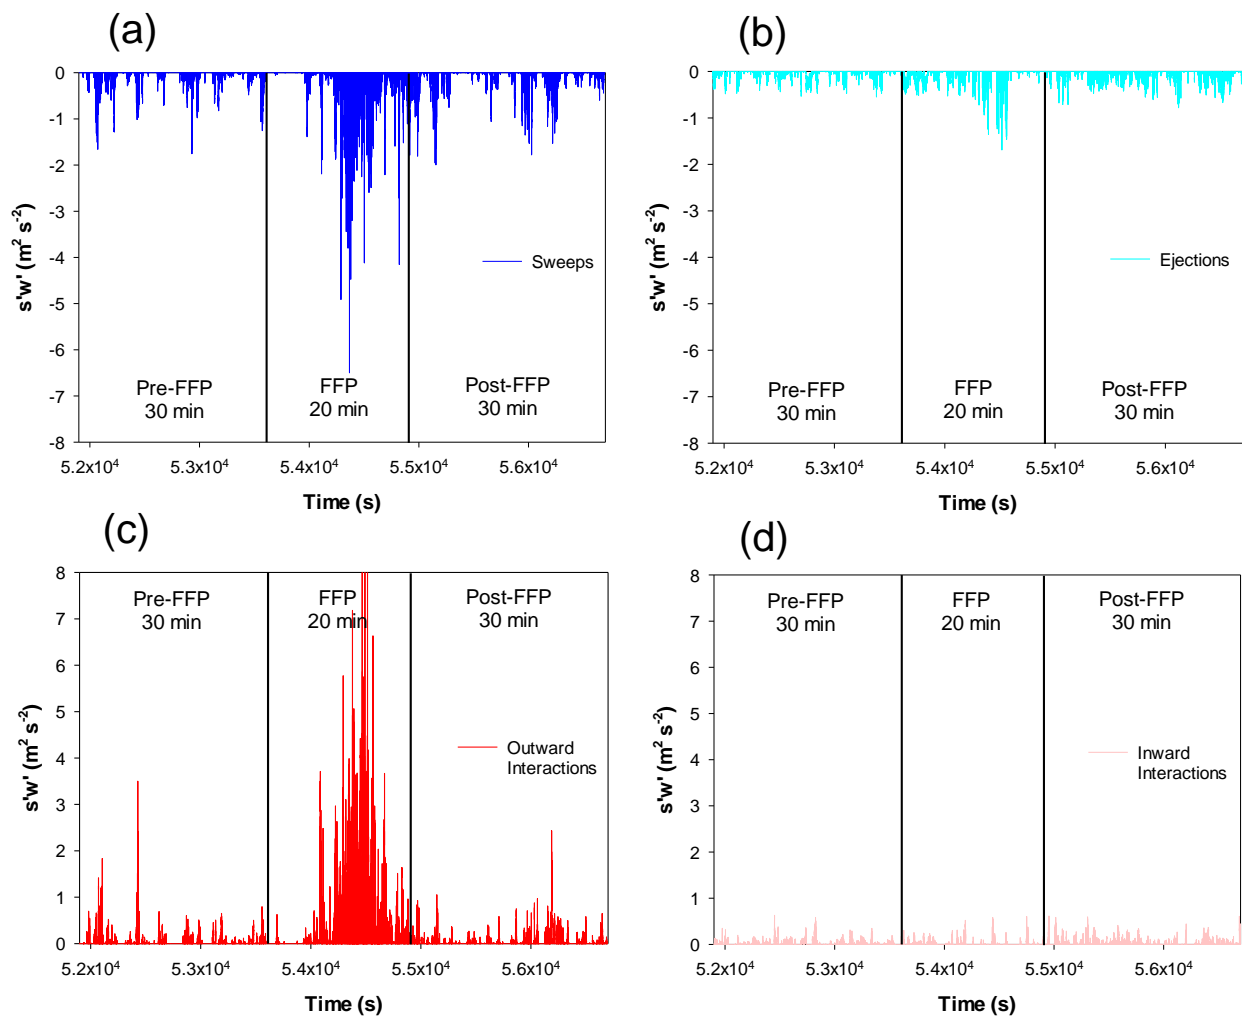 (a)
0
-1
-2
-3
-4
-5
-6
-7
-8
s'w' (m² s⁻²)
Sweeps
Pre-FFP
30 min
FFP
20 min
Post-FFP
30 min
5.2x10⁴
5.3x10⁴
5.4x10⁴
5.5x10⁴
5.6x10⁴
Time (s)
(b)
0
-1
-2
-3
-4
-5
-6
-7
-8
s'w' (m² s⁻²)
Ejections
Pre-FFP
30 min
FFP
20 min
Post-FFP
30 min
5.2x10⁴
5.3x10⁴
5.4x10⁴
5.5x10⁴
5.6x10⁴
Time (s)
(c)
8
7
6
5
4
3
2
1
0
s'w' (m² s⁻²)
Pre-FFP
30 min
FFP
20 min
Post-FFP
30 min
Outward
Interactions
5.2x10⁴
5.3x10⁴
5.4x10⁴
5.5x10⁴
5.6x10⁴
Time (s)
(d)
8
7
6
5
4
3
2
1
0
s'w' (m² s⁻²)
Pre-FFP
30 min
FFP
20 min
Post-FFP
30 min
Inward
Interactions
5.2x10⁴
5.3x10⁴
5.4x10⁴
5.5x10⁴
5.6x10⁴
Time (s)